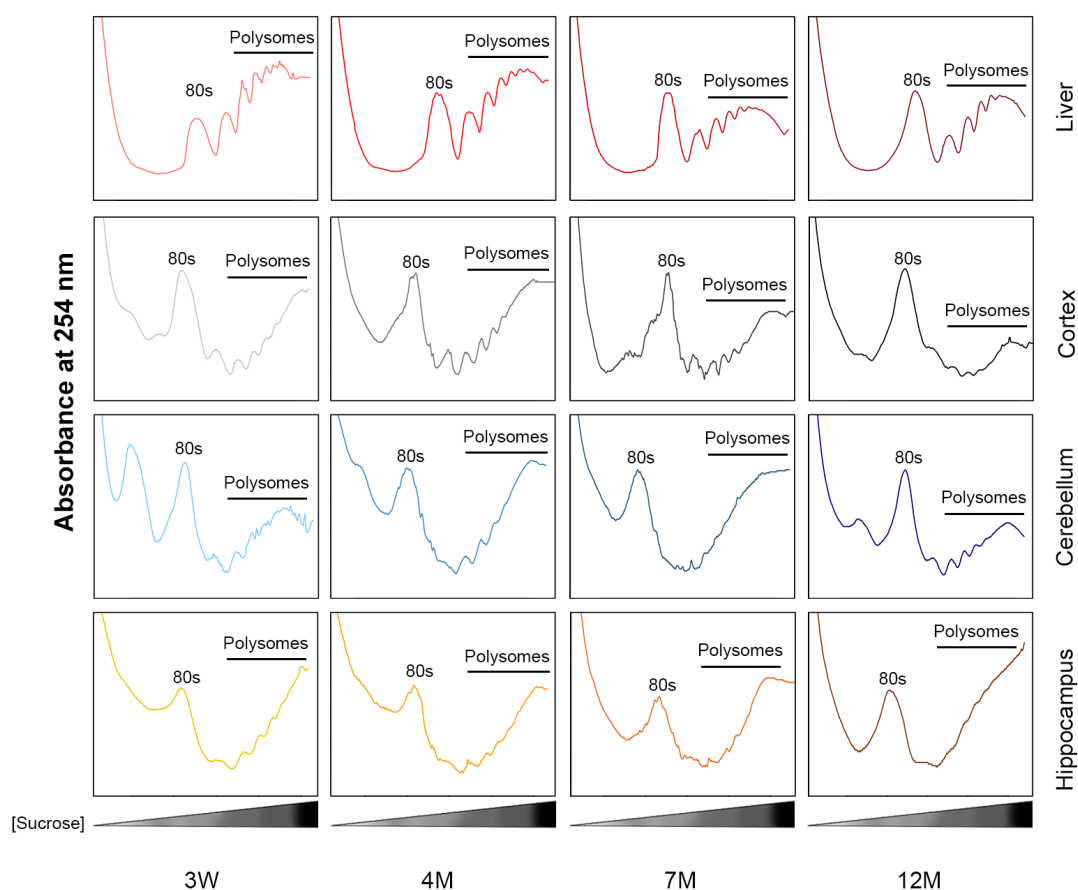 Polysomes Polysomes
80s 80s 80s Polysomes 80s Polysomes
Liver
80s Polysomes 80s Polysomes 80s Polysomes 80s Polysomes
Cortex
Absorbance at 254 nm
80s Polysomes 80s Polysomes 80s Polysomes 80s Polysomes
Cerebellum
80s Polysomes 80s Polysomes 80s Polysomes 80s Polysomes
Hippocampus
[Sucrose]
3W 4M 7M 12M